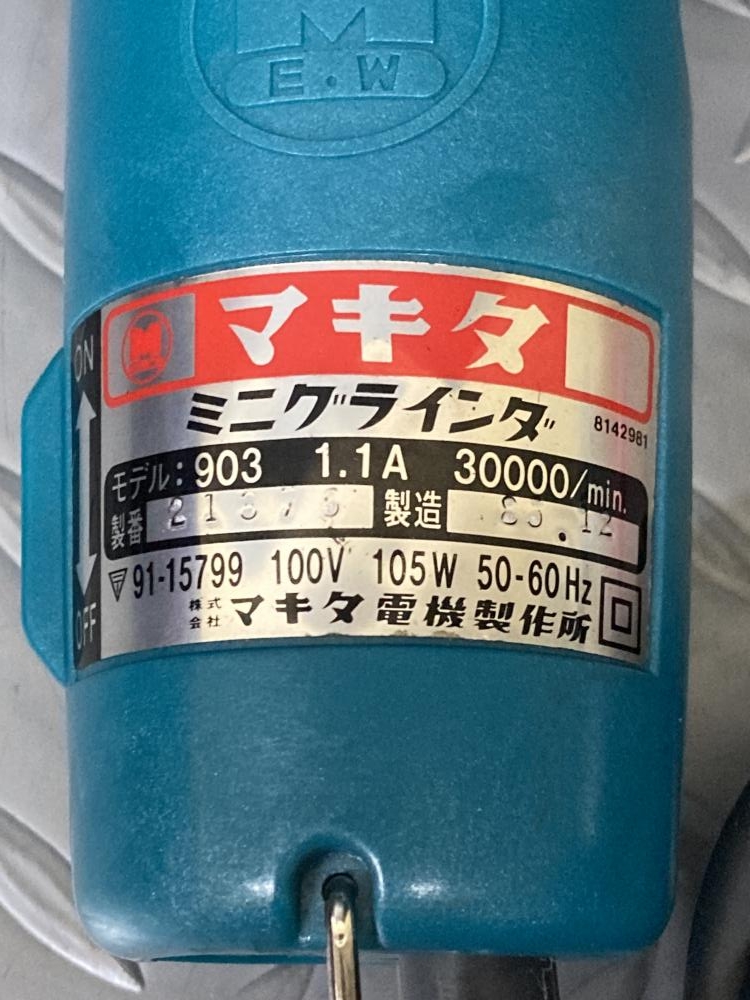 M
E・W
M
マキタ
ミニグラインダ
8142981
モデル:903 1.1A 30000/min.
製番 製造 .12
91-15799 100V 105W 50-60Hz
株式会社 マキタ電機製作所
ON
OFF